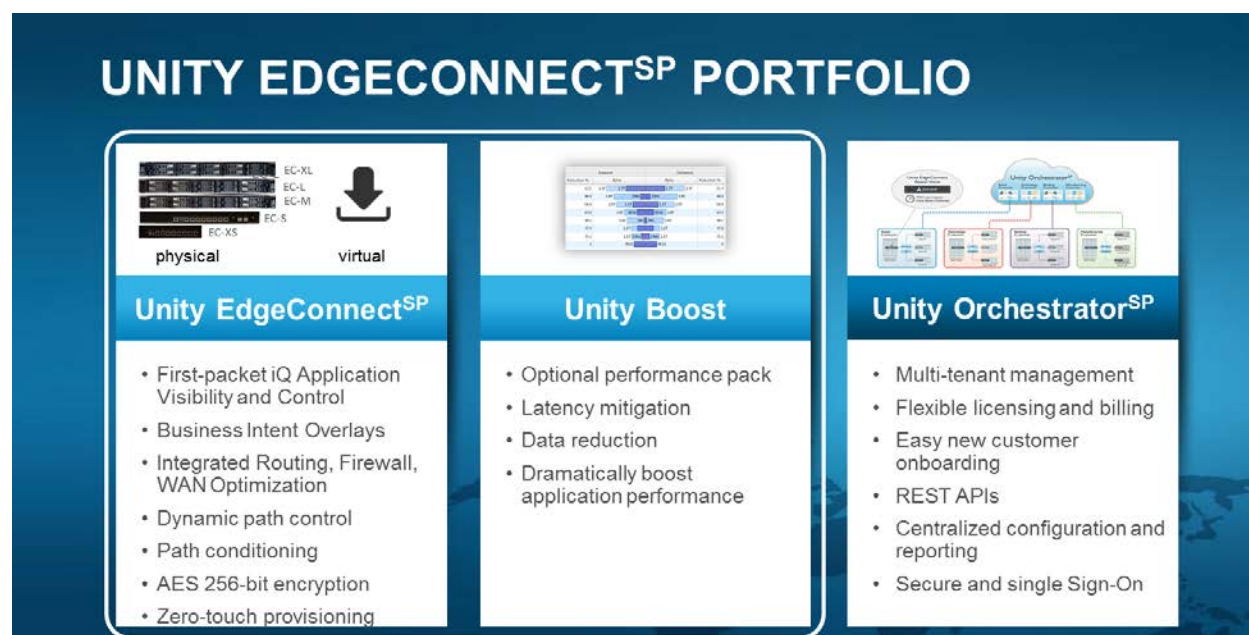 UNITY EDGECONNECTSP PORTFOLIO
EC-XL
EC-L
EC-M
EC-S
EC-XS
physical
virtual
Unity EdgeConnectSP
• First-packet iQ Application
Visibility and Control
• Business Intent Overlays
• Integrated Routing, Firewall,
WAN Optimization
• Dynamic path control
• Path conditioning
• AES 256-bit encryption
• Zero-touch provisioning
Unity Boost
• Optional performance pack
• Latency mitigation
• Data reduction
• Dramatically boost
application performance
Unity OrchestratorSP
Unity OrchestratorSP
• Multi-tenant management
• Flexible licensing and billing
• Easy new customer
onboarding
• REST APIs
• Centralized configuration and
reporting
• Secure and single Sign-On